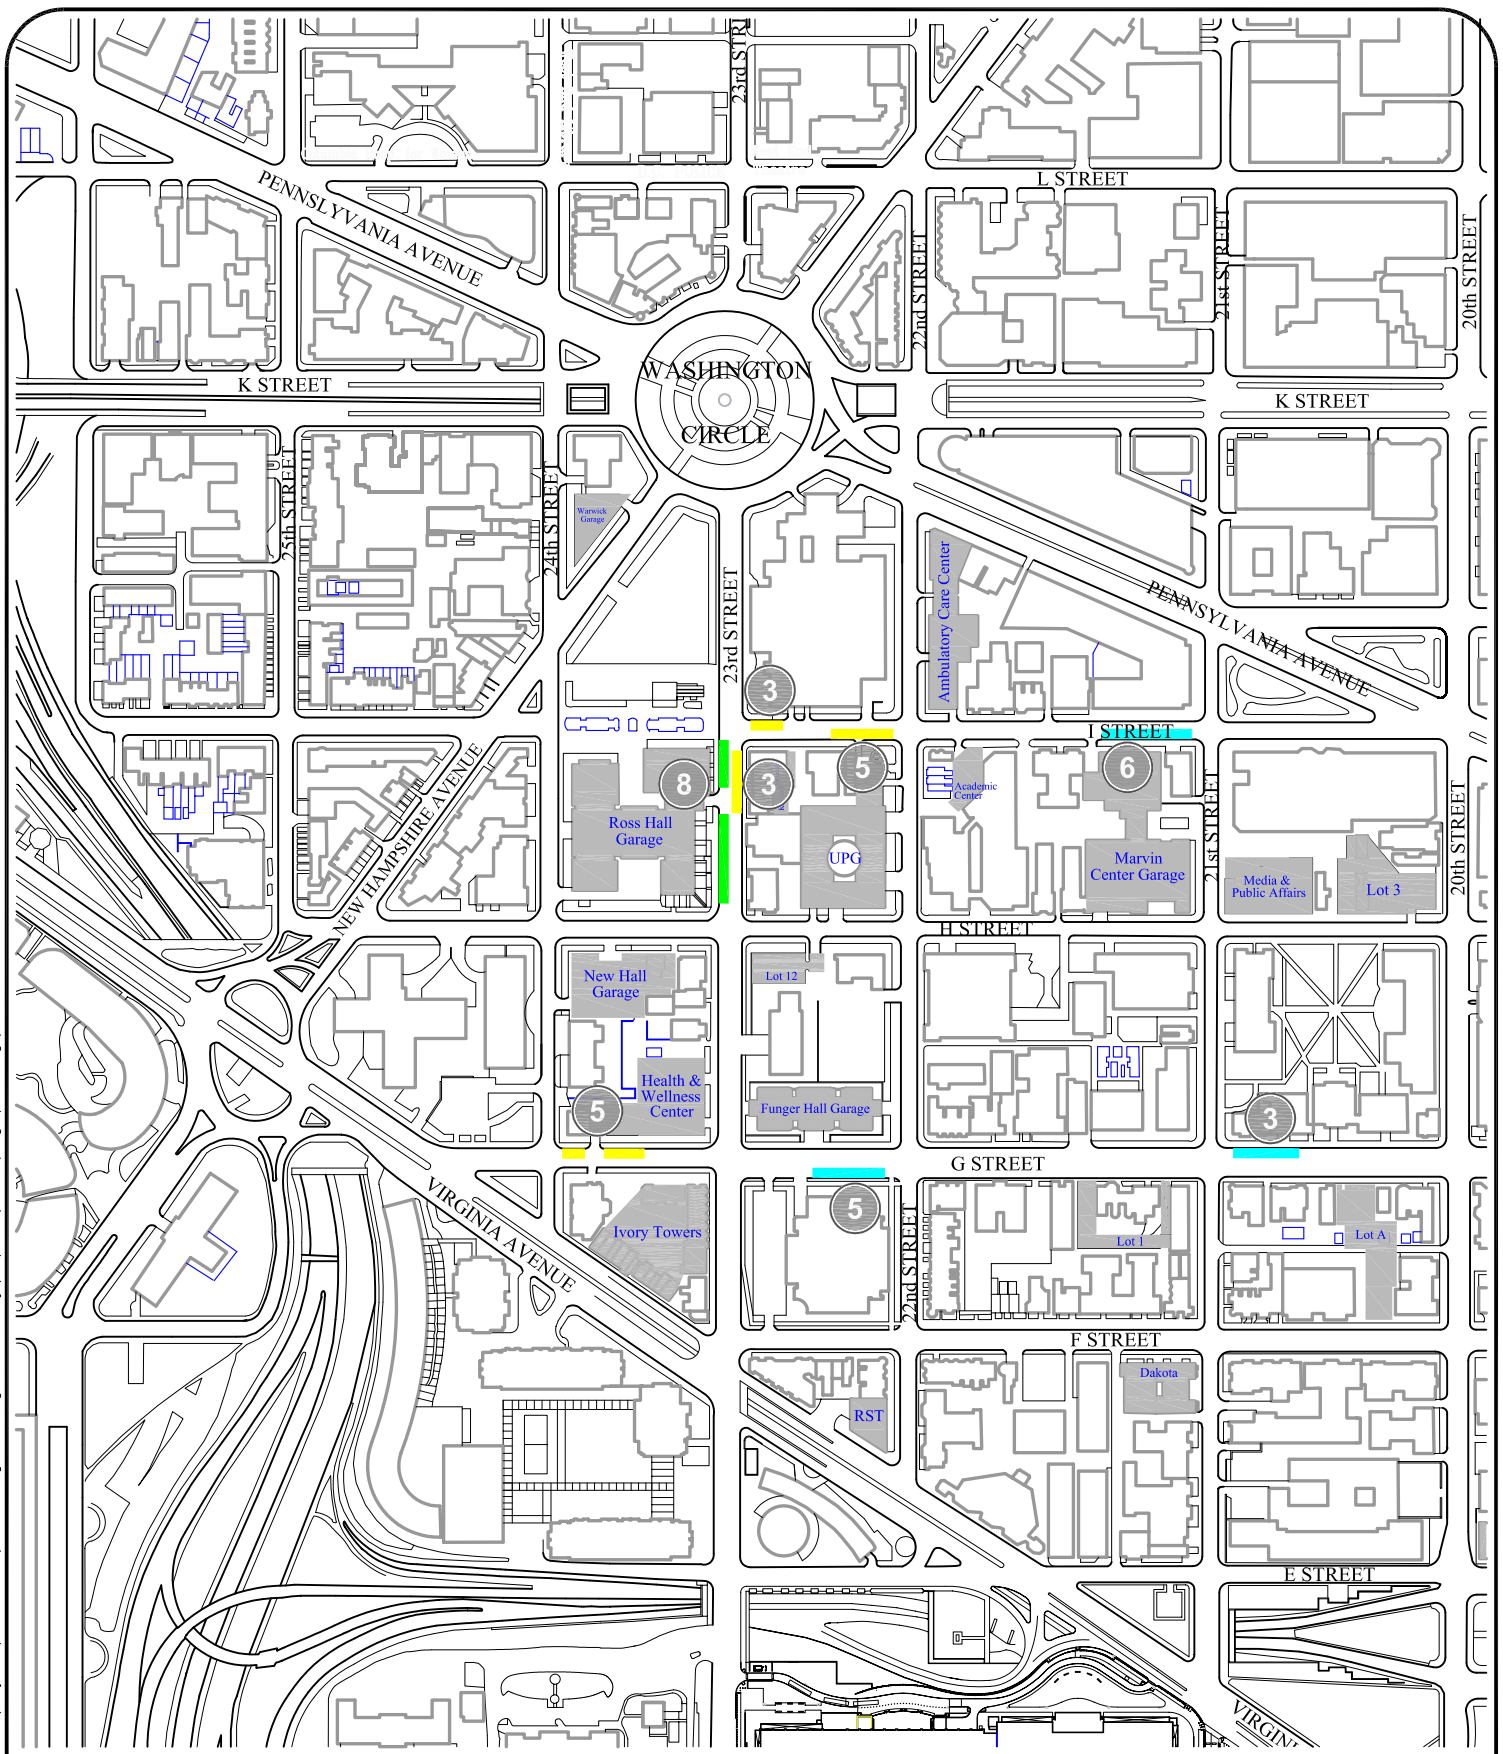 23rd STR
PENNSLYVANIA AVENUE
L STREET
22nd STREET
21st STREET
20th STREET
WASHINGTON
CIRCLE
K STREET
K STREET
25th STREET
24th STREET
Warwick
Garage
23rd STREET
Ambulatory Care Center
PENNSYLVANIA AVENUE
3
I STREET
NEW HAMPSHIRE AVENUE
8
3
5
6
Ross Hall
Garage
UPG
Academic
Center
Marvin
Center Garage
21st STREET
20th STREET
Media &
Public Affairs
Lot 3
H STREET
New Hall
Garage
Lot 12
Health &
Wellness
Center
5
Funger Hall Garage
3
G STREET
VIRGINIA AVENUE
Ivory Towers
5
22nd STREET
Lot 1
Lot A
F STREET
Dakota
RST
E STREET
VIRGINI